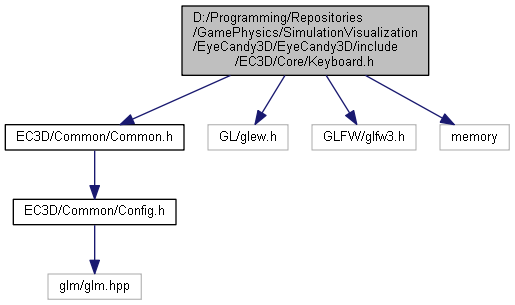 D:/Programming/Repositories
/GamePhysics/SimulationVisualization
/EyeCandy3D/EyeCandy3D/include
/EC3D/Core/Keyboard.h
EC3D/Common/Common.h
GL/glew.h
GLFW/glfw3.h
memory
EC3D/Common/Config.h
glm/glm.hpp